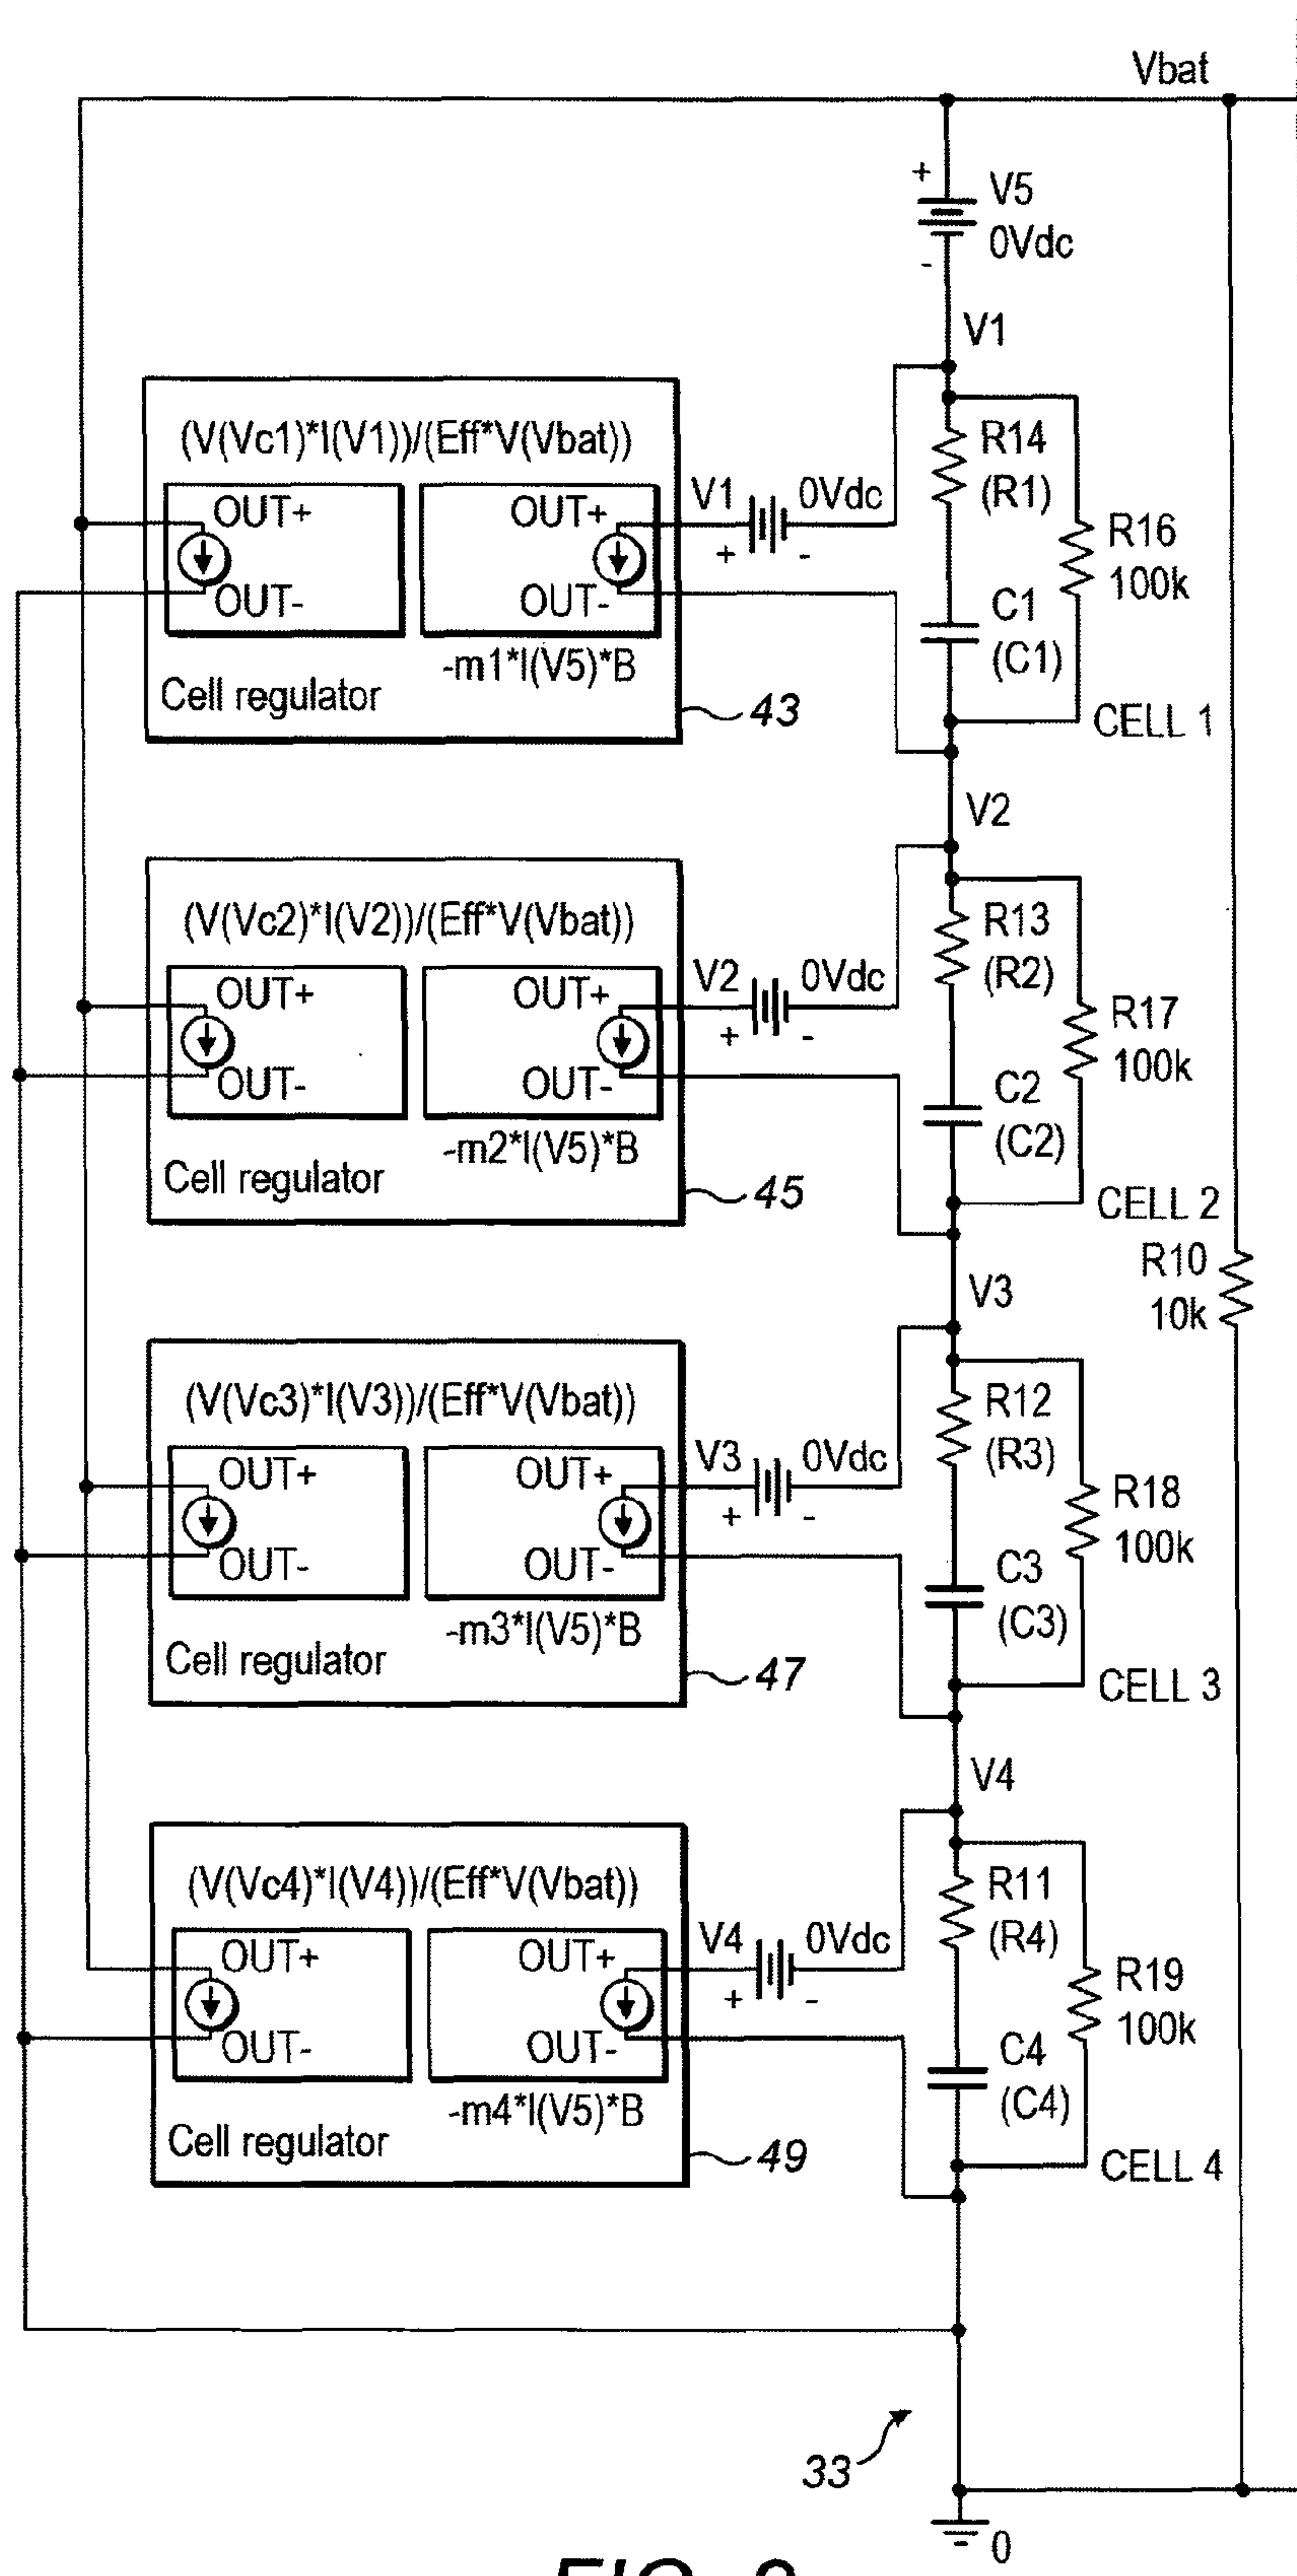 Vbat
+
V5
0Vdc
-
V1
(V(Vc1)*I(V1))/(Eff*V(Vbat))
OUT+
OUT-
OUT+
OUT-
-m1*I(V5)*B
Cell regulator
43
V1
0Vdc
+
-
R14
(R1)
R16
100k
C1
(C1)
CELL 1
V2
(V(Vc2)*I(V2))/(Eff*V(Vbat))
OUT+
OUT-
OUT+
OUT-
-m2*I(V5)*B
Cell regulator
45
V2
0Vdc
+
-
R13
(R2)
R17
100k
C2
(C2)
CELL 2
R10
10k
V3
(V(Vc3)*I(V3))/(Eff*V(Vbat))
OUT+
OUT-
OUT+
OUT-
-m3*I(V5)*B
Cell regulator
47
V3
0Vdc
+
-
R12
(R3)
R18
100k
C3
(C3)
CELL 3
V4
(V(Vc4)*I(V4))/(Eff*V(Vbat))
OUT+
OUT-
OUT+
OUT-
-m4*I(V5)*B
Cell regulator
49
V4
0Vdc
+
-
R11
(R4)
R19
100k
C4
(C4)
CELL 4
33
0